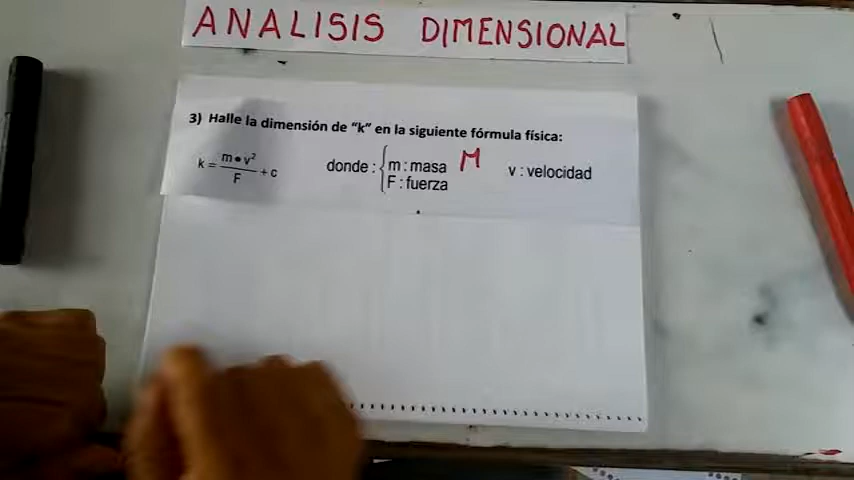 ANALISIS DIMENSIONAL
3) Halle la dimensión de “k” en la siguiente fórmula física:
k = m • v² / F + c donde : { m : masa M v : velocidad
F : fuerza